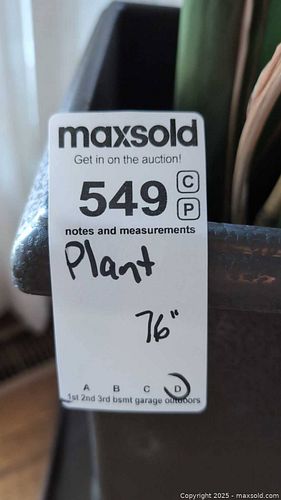 maxsold
Get in on the auction!
549 C
P
notes and measurements
Plant
76"
A B C D
1st 2nd 3rd bsmt garage outdoors
© Copyright 2025 - maxsold.com